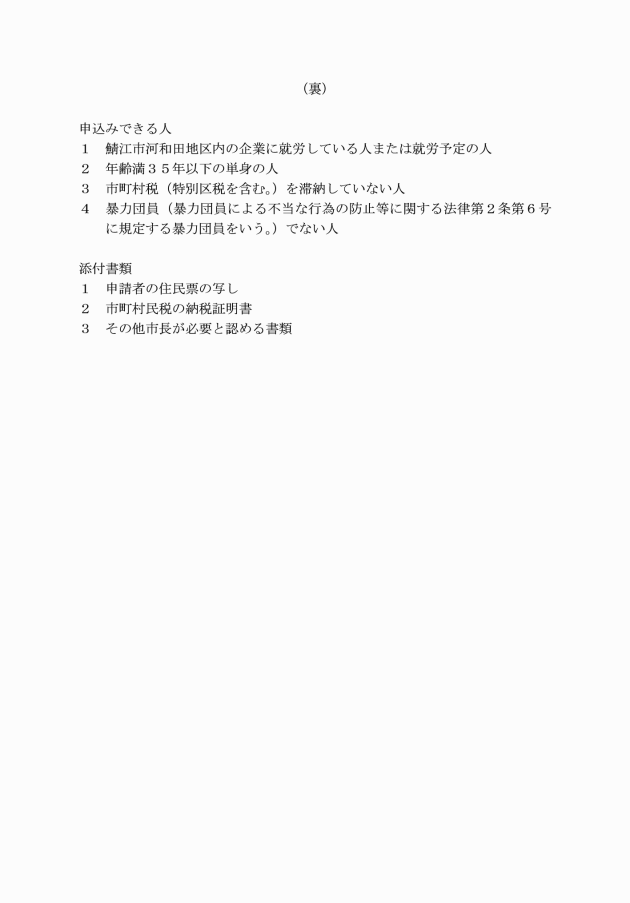 （裏）
申込みできる人
１　鯖江市河和田地区内の企業に就労している人または就労予定の人
２　年齢満３５年以下の単身の人
３　市町村税（特別区税を含む。）を滞納していない人
４　暴力団員（暴力団員による不当な行為の防止等に関する法律第２条第６号
に規定する暴力団員をいう。）でない人
添付書類
１　申請者の住民票の写し
２　市町村民税の納税証明書
３　その他市長が必要と認める書類